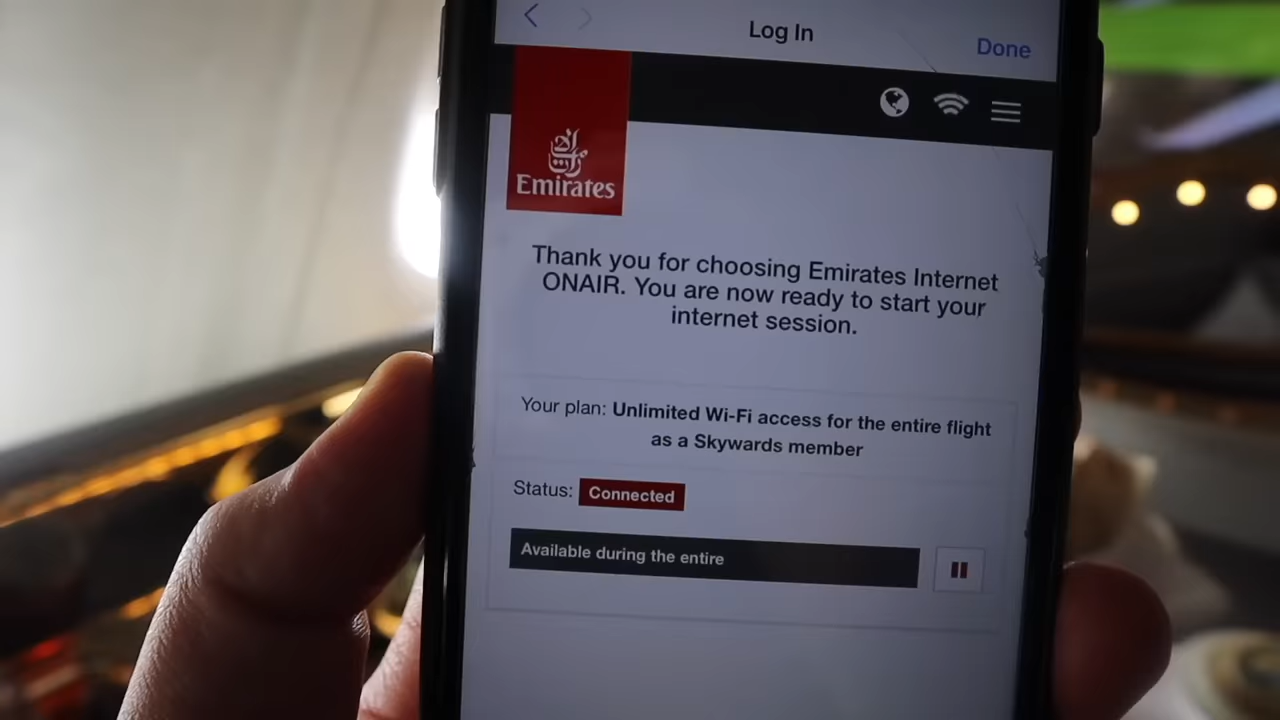 Log In
Done
Emirates
Thank you for choosing Emirates Internet
ONAIR. You are now ready to start your
internet session.
Your plan: Unlimited Wi-Fi access for the entire flight
as a Skywards member
Status: Connected
Available during the entire